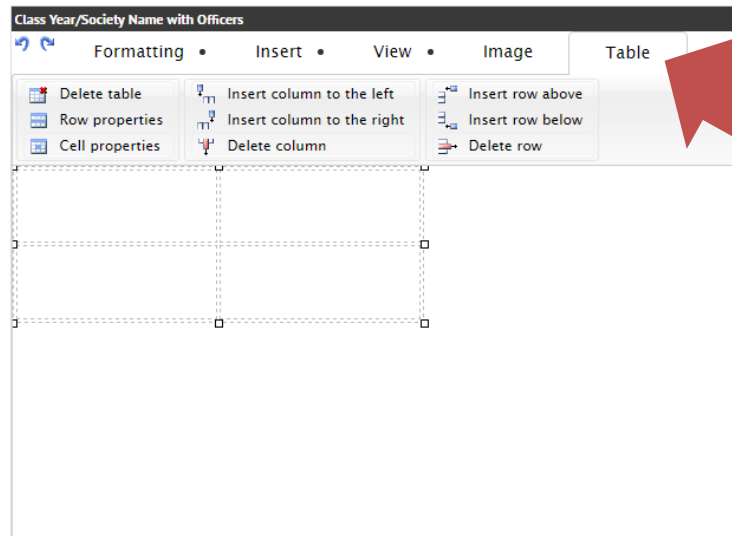 Class Year/Society Name with Officers
Formatting • Insert • View • Image Table
Delete table Insert column to the left Insert row above
Row properties Insert column to the right Insert row below
Cell properties Delete column Delete row